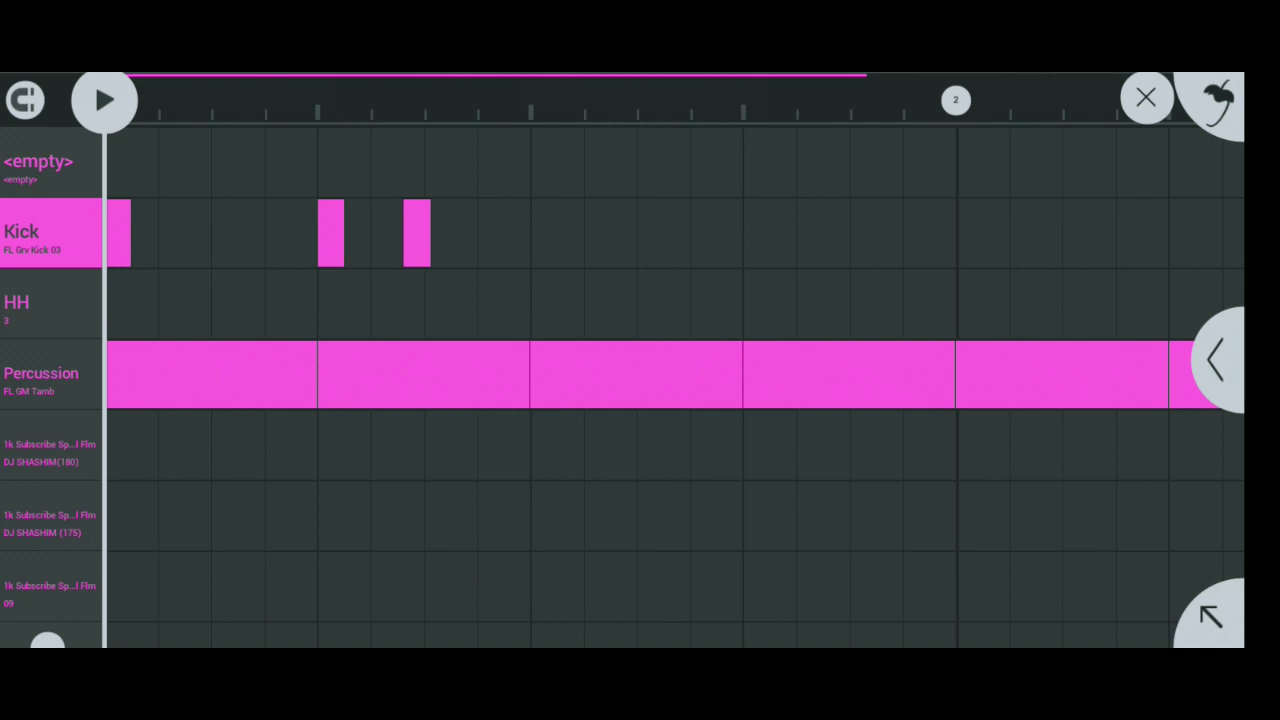 2
<empty>
<empty>
Kick
FL Grv Kick 03
HH
3
Percussion
FL GM Tamb
1k Subscribe Sp...l Flm
DJ SHASHIM(180)
1k Subscribe Sp...l Flm
DJ SHASHIM (175)
1k Subscribe Sp...l Flm
09